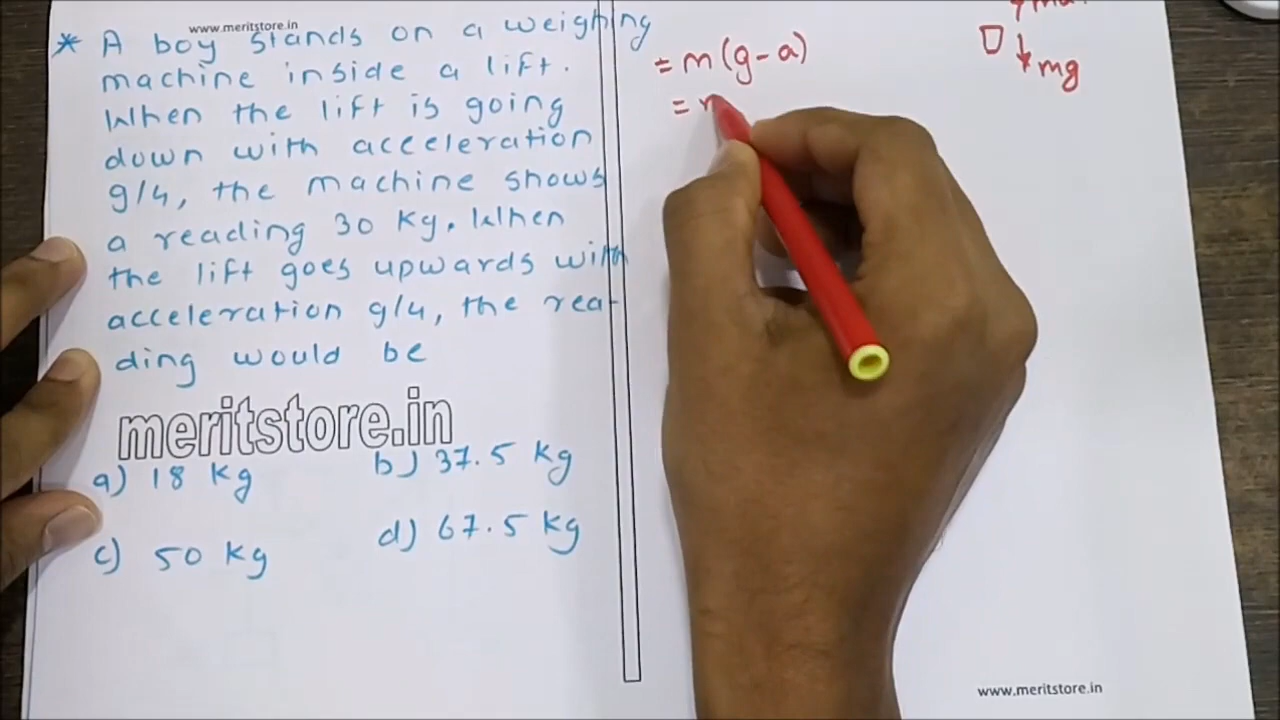 www.meritstore.in
* A boy stands on a weighing
machine inside a lift.
When the lift is going
down with acceleration
g/4, the machine shows
a reading 30 Kg. When
the lift goes upwards with
acceleration g/4, the rea-
ding would be
meritstore.in
a) 18 Kg b) 37.5 Kg
c) 50 Kg d) 67.5 Kg
= m(g-a)
=
mg
www.meritstore.in